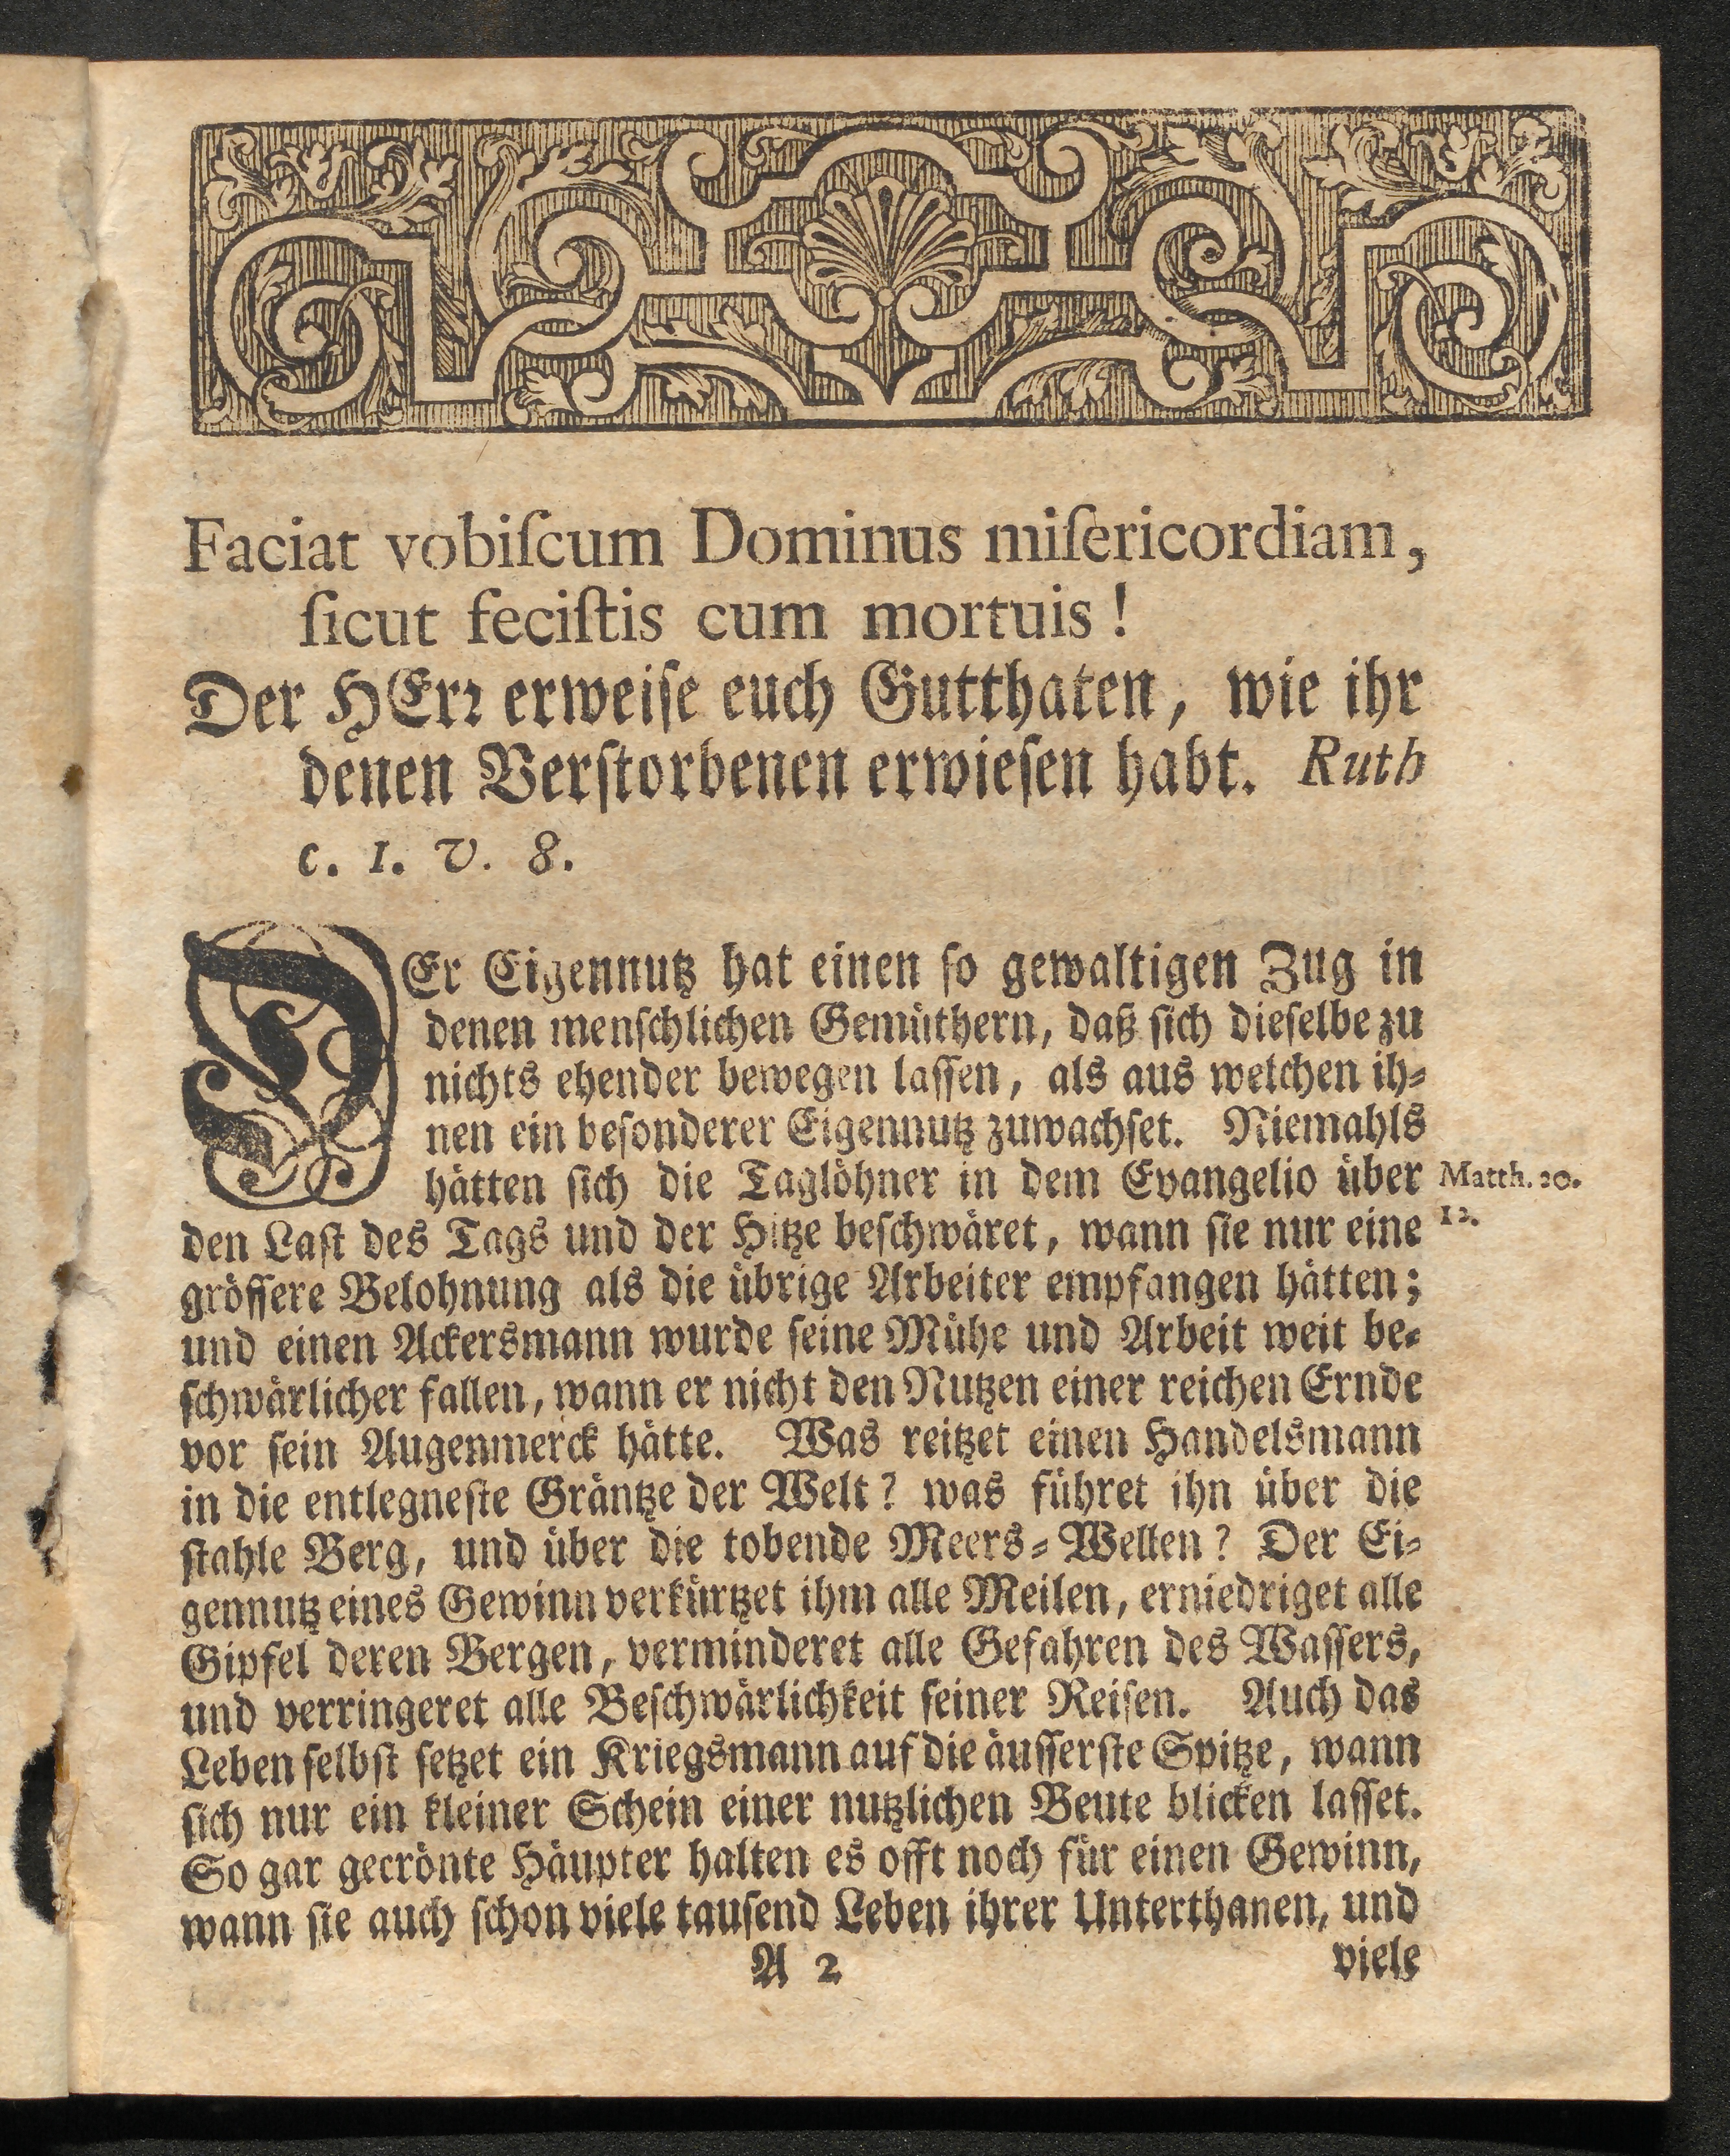 Faciat vobiſcum Dominus miſericordiam,
ſicut feciſtis cum mortuis!
Der HErꝛ erweiſe euch Gutthaten, wie ihr
denen Verſtorbenen erwieſen habt. Ruth
c. 1. v. 8.
DEr Eigennutz hat einen ſo gewaltigen Zug in
denen menſchlichen Gemüthern, daß ſich dieſelbe zu
nichts ehender bewegen laſſen, als aus welchen ih⸗
nen ein beſonderer Eigennutz zuwachſet. Niemahls
hätten ſich die Taglöhner in dem Evangelio über
Matth. 20.
12.
den Laſt des Tags und der Hitze beſchwäret, wann ſie nur eine
gröſſere Belohnung als die übrige Arbeiter empfangen hätten;
und einen Ackersmann wurde ſeine Mühe und Arbeit weit be⸗
ſchwärlicher fallen, wann er nicht den Nutzen einer reichen Ernde
vor ſein Augenmerck hätte. Was reitzet einen Handelsmann
in die entlegneſte Gräntze der Welt? was führet ihn über die
ſtahle Berg, und über die tobende Meers⸗Wellen? Der Ei⸗
gennutz eines Gewinn verkürtzet ihm alle Meilen, erniedriget alle
Gipfel deren Bergen, verminderet alle Gefahren des Waſſers,
und verringeret alle Beſchwärlichkeit ſeiner Reiſen. Auch das
Leben ſelbſt ſetzet ein Kriegsmann auf die äuſſerſte Spitze, wann
ſich nur ein kleiner Schein einer nutzlichen Beute blicken laſſet.
So gar gecrönte Häupter halten es offt noch für einen Gewinn,
wann ſie auch ſchon viele tauſend Leben ihrer Unterthanen, und
A 2
viele